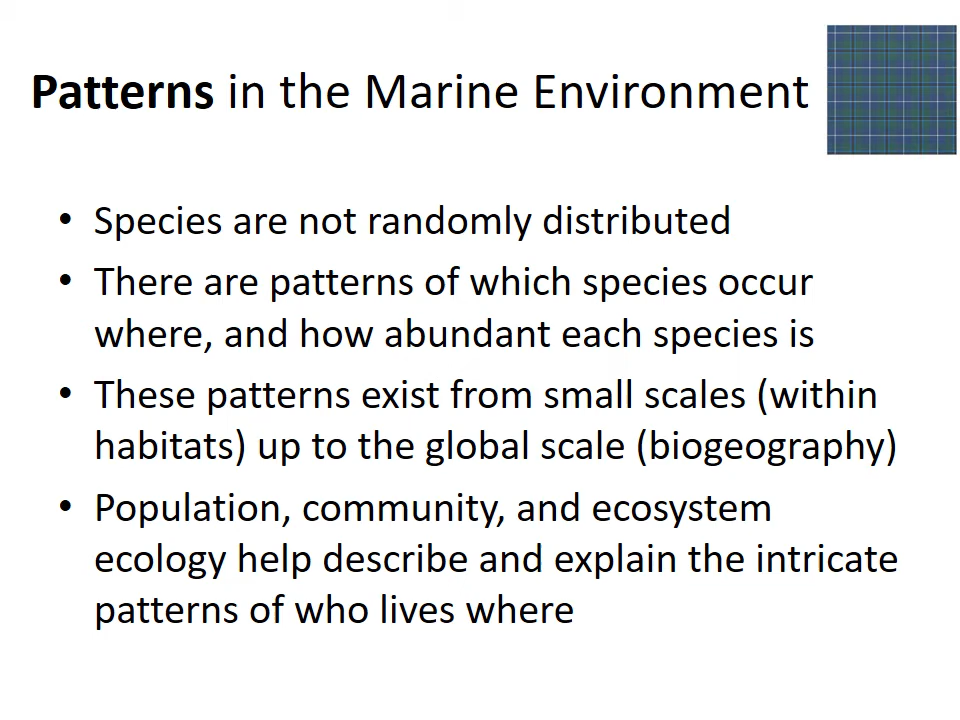 Patterns in the Marine Environment
• Species are not randomly distributed
• There are patterns of which species occur
where, and how abundant each species is
• These patterns exist from small scales (within
habitats) up to the global scale (biogeography)
• Population, community, and ecosystem
ecology help describe and explain the intricate
patterns of who lives where